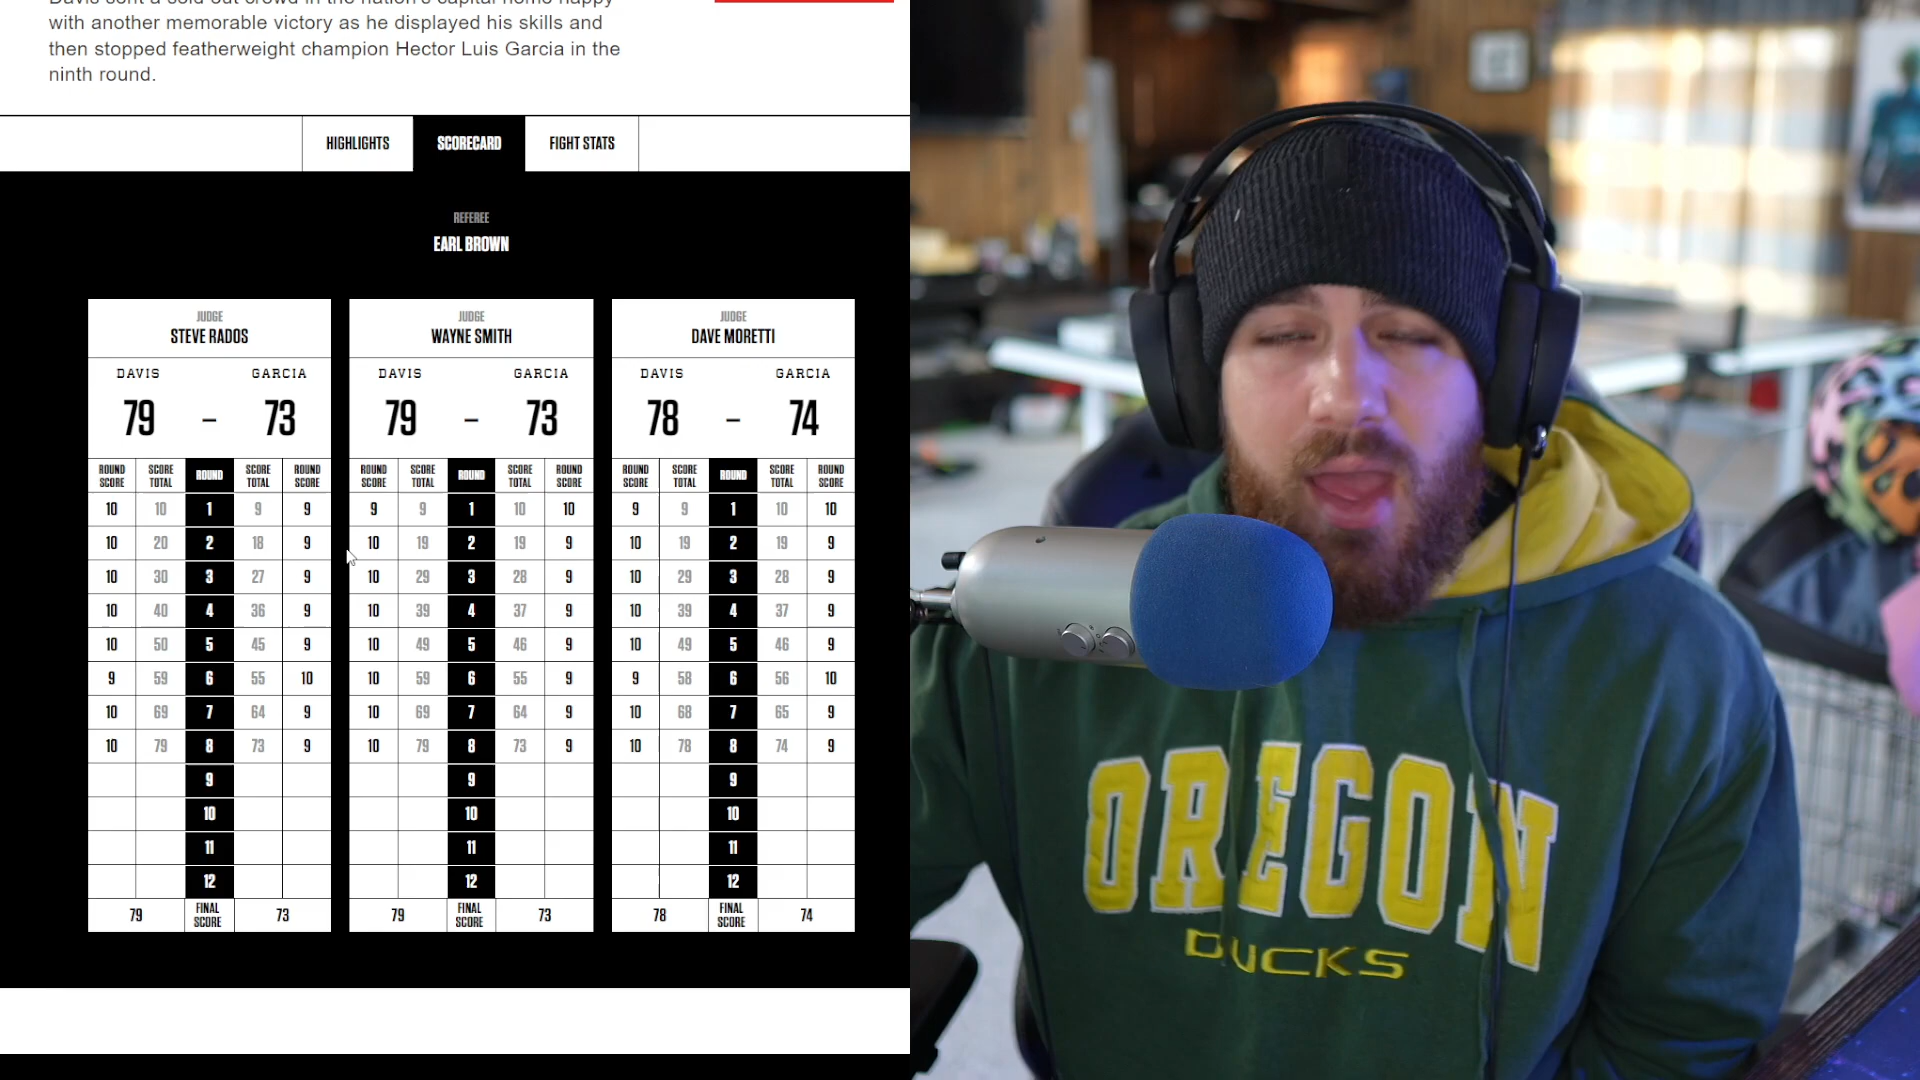 Davis sent a sold out crowd in the nation's capital home happy
with another memorable victory as he displayed his skills and
then stopped featherweight champion Hector Luis Garcia in the
ninth round.
HIGHLIGHTS SCORECARD FIGHT STATS
REFEREE
EARL BROWN
JUDGE
STEVE RADOS
DAVIS GARCIA
79 – 73
ROUND SCORE ROUND SCORE ROUND
SCORE TOTAL TOTAL SCORE
10 10 1 9 9
10 20 2 18 9
10 30 3 27 9
10 40 4 36 9
10 50 5 45 9
9 59 6 55 10
10 69 7 64 9
10 79 8 73 9
9
10
11
12
79 FINAL 73
SCORE
JUDGE
WAYNE SMITH
DAVIS GARCIA
79 – 73
ROUND SCORE ROUND SCORE ROUND
SCORE TOTAL TOTAL SCORE
9 9 1 10 10
10 19 2 19 9
10 29 3 28 9
10 39 4 37 9
10 49 5 46 9
10 59 6 55 9
10 69 7 64 9
10 79 8 73 9
9
10
11
12
79 FINAL 73
SCORE
JUDGE
DAVE MORETTI
DAVIS GARCIA
78 – 74
ROUND SCORE ROUND SCORE ROUND
SCORE TOTAL TOTAL SCORE
9 9 1 10 10
10 19 2 19 9
10 29 3 28 9
10 39 4 37 9
10 49 5 46 9
9 58 6 56 10
10 68 7 65 9
10 78 8 74 9
9
10
11
12
78 FINAL 74
SCORE
OREGON
DUCKS